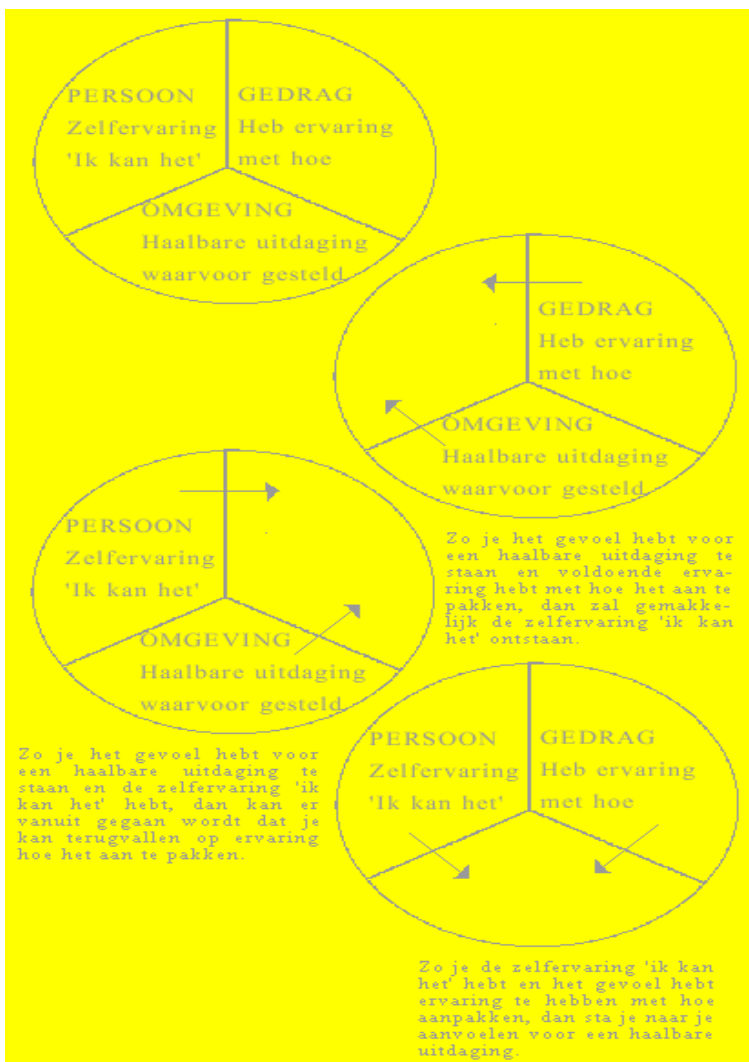 PERSOON
Zelfervaring
'Ik kan het'
GEDRAG
Heb ervaring
met hoe
OMGEVING
Haalbare uitdaging
waarvoor gesteld
GEDRAG
Heb ervaring
met hoe
OMGEVING
Haalbare uitdaging
waarvoor gesteld
Zo je het gevoel hebt voor
een haalbare uitdaging te
staan en voldoende erva-
ring hebt met hoe het aan te
pakken, dan zal gemakke-
lijk de zelfervaring 'ik kan
het' ontstaan.
PERSOON
Zelfervaring
'Ik kan het'
OMGEVING
Haalbare uitdaging
waarvoor gesteld
Zo je het gevoel hebt voor
een haalbare uitdaging te
staan en de zelfervaring 'ik
kan het' hebt, dan kan er
vanuit gegaan wordt dat je
kan terugvallen op ervaring
hoe het aan te pakken.
PERSOON
Zelfervaring
'Ik kan het'
GEDRAG
Heb ervaring
met hoe
Zo je de zelfervaring 'ik kan
het' hebt en het gevoel hebt
ervaring te hebben met hoe
aanpakken, dan sta je naar je
aanvoelen voor een haalbare
uitdaging.